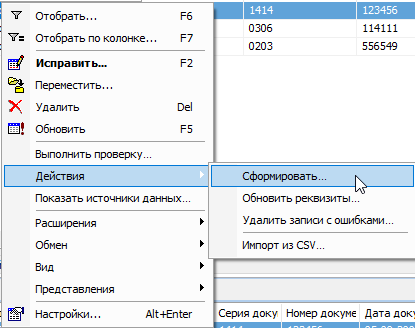 1414 123456
Отобрать... F6
Отобрать по колонке... F7 0306 114111
0203 556549
Исправить... F2
Переместить...
Удалить Del
Обновить F5
Выполнить проверку...
Действия Сформировать...
Показать источники данных... Обновить реквизиты...
Расширения Удалить записи с ошибками...
Обмен Импорт из CSV...
Вид
Представления
Настройки... Alt+Enter Серия доку Номер докуме Дата доку